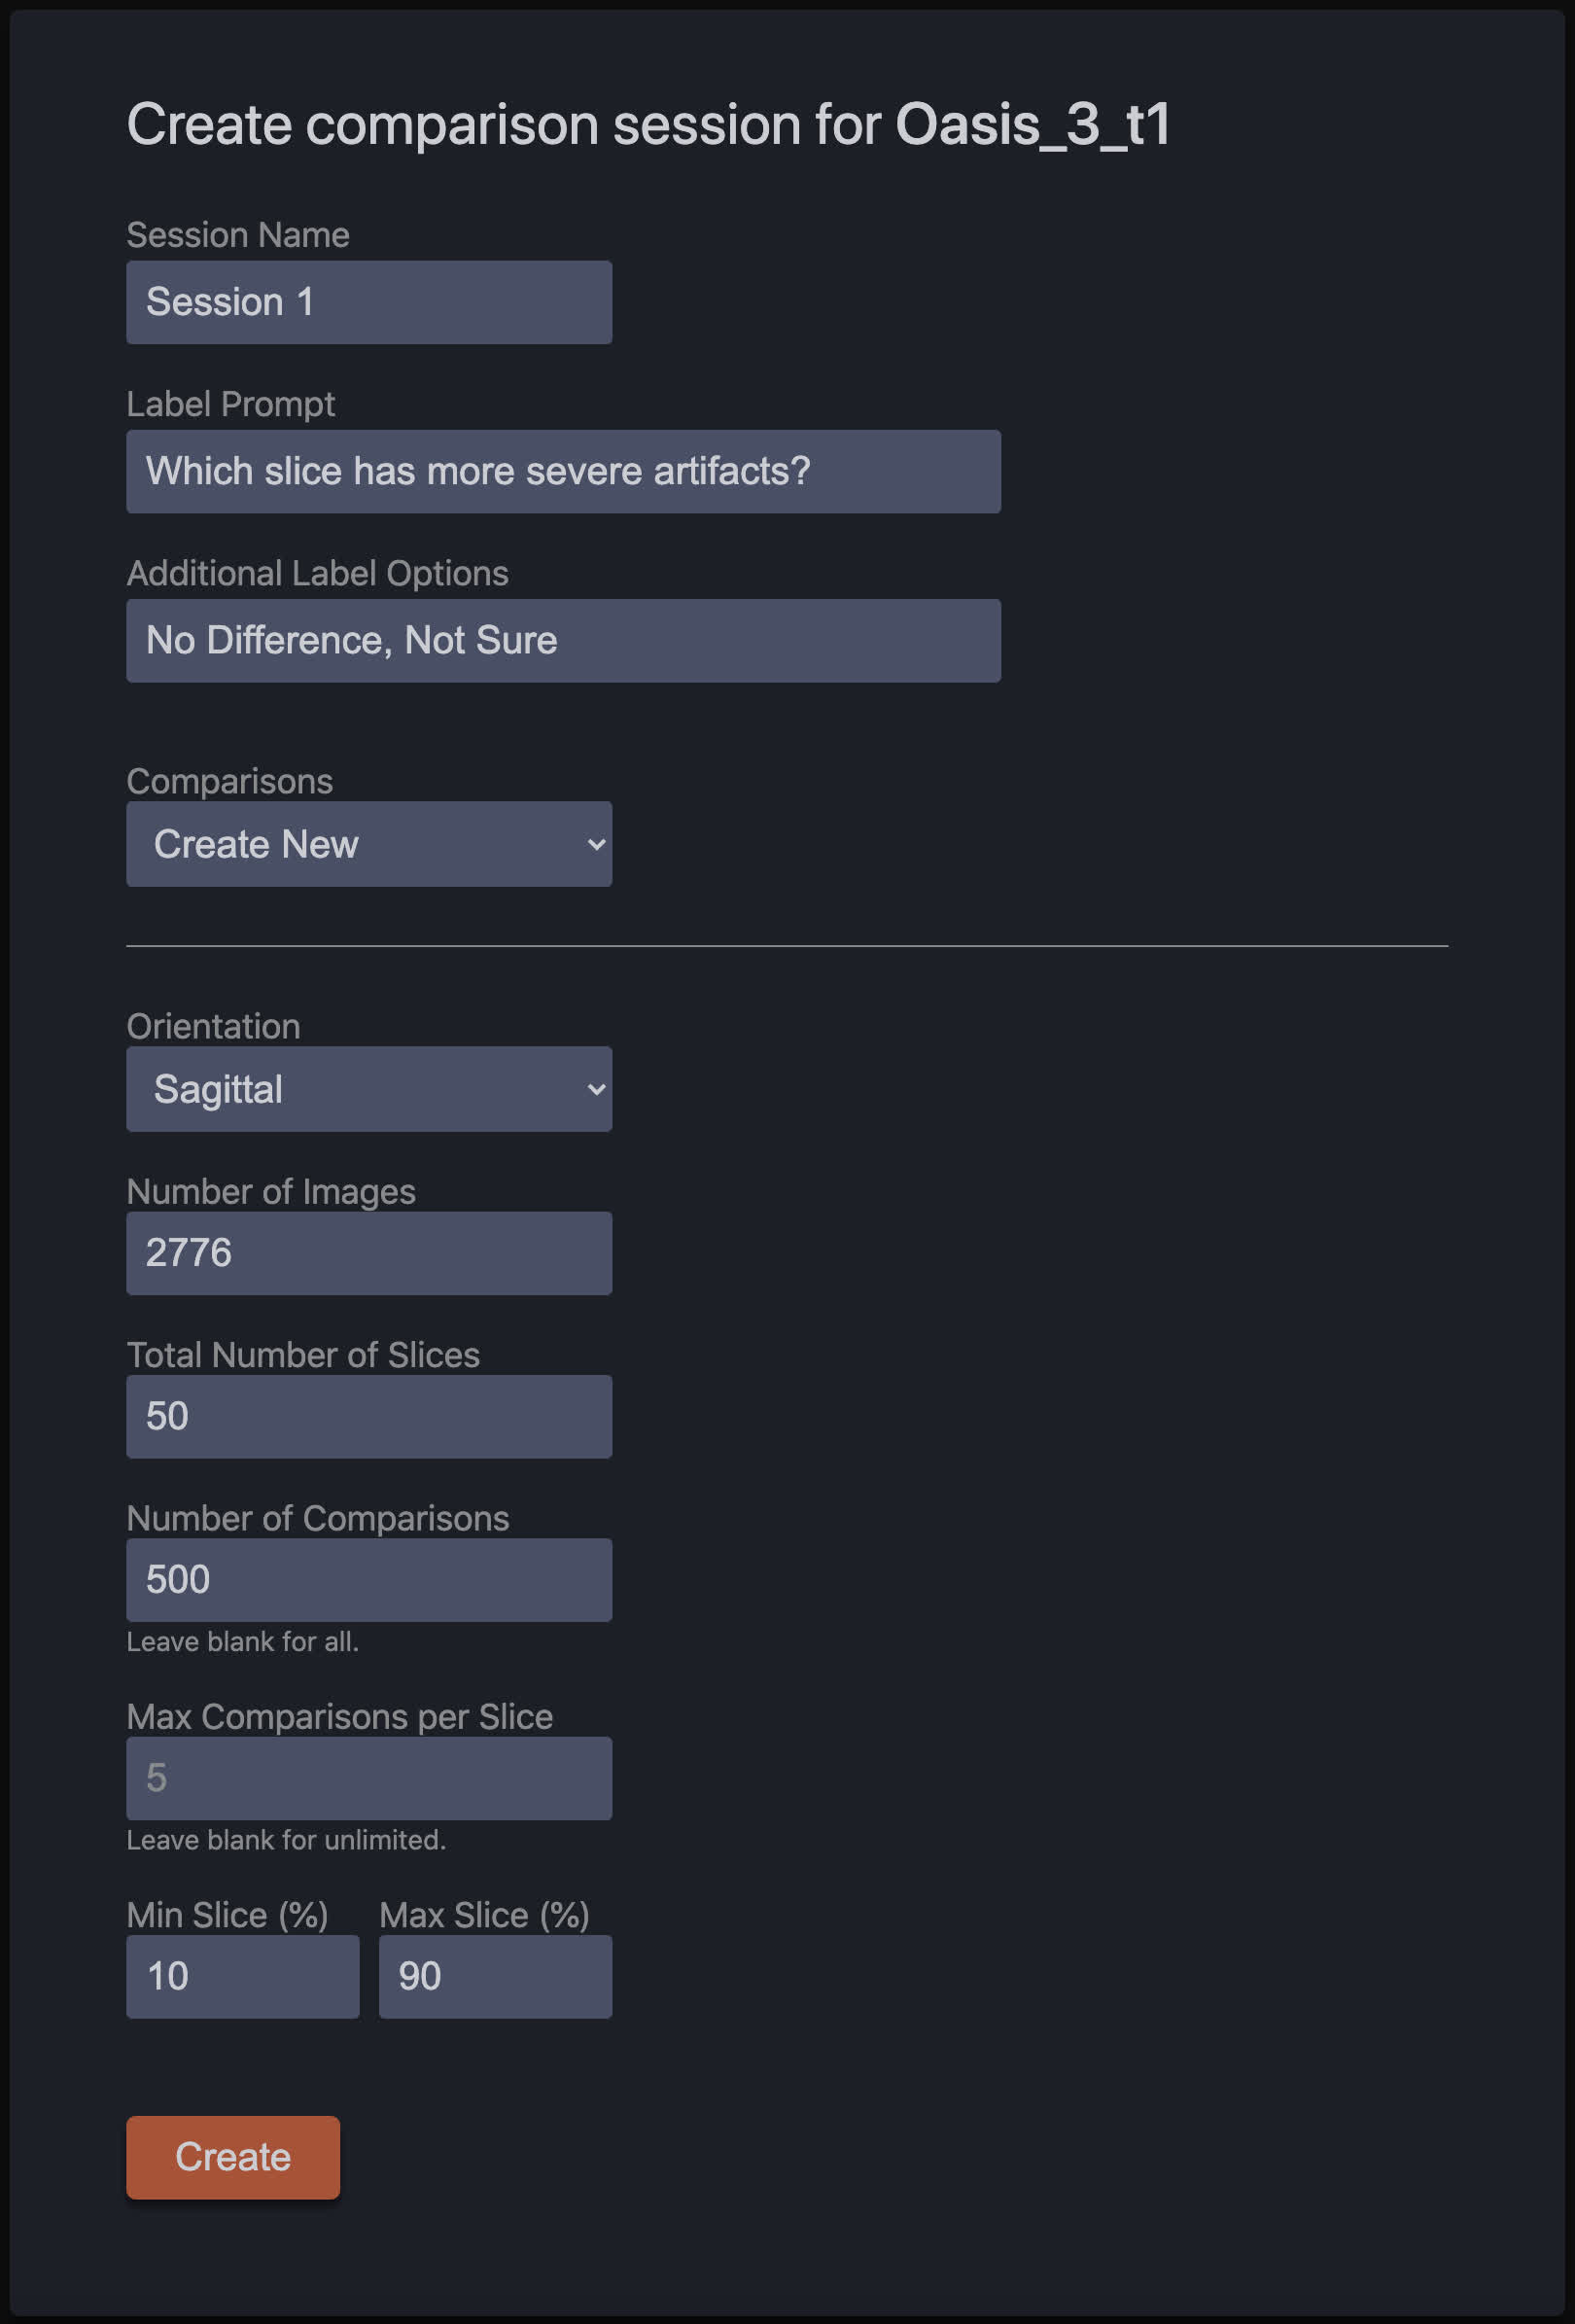 Create comparison session for Oasis_3_t1
Session Name
Session 1
Label Prompt
Which slice has more severe artifacts?
Additional Label Options
No Difference, Not Sure
Comparisons
Create New
Orientation
Sagittal
Number of Images
2776
Total Number of Slices
50
Number of Comparisons
500
Leave blank for all.
Max Comparisons per Slice
5
Leave blank for unlimited.
Min Slice (%) Max Slice (%)
10 90
Create